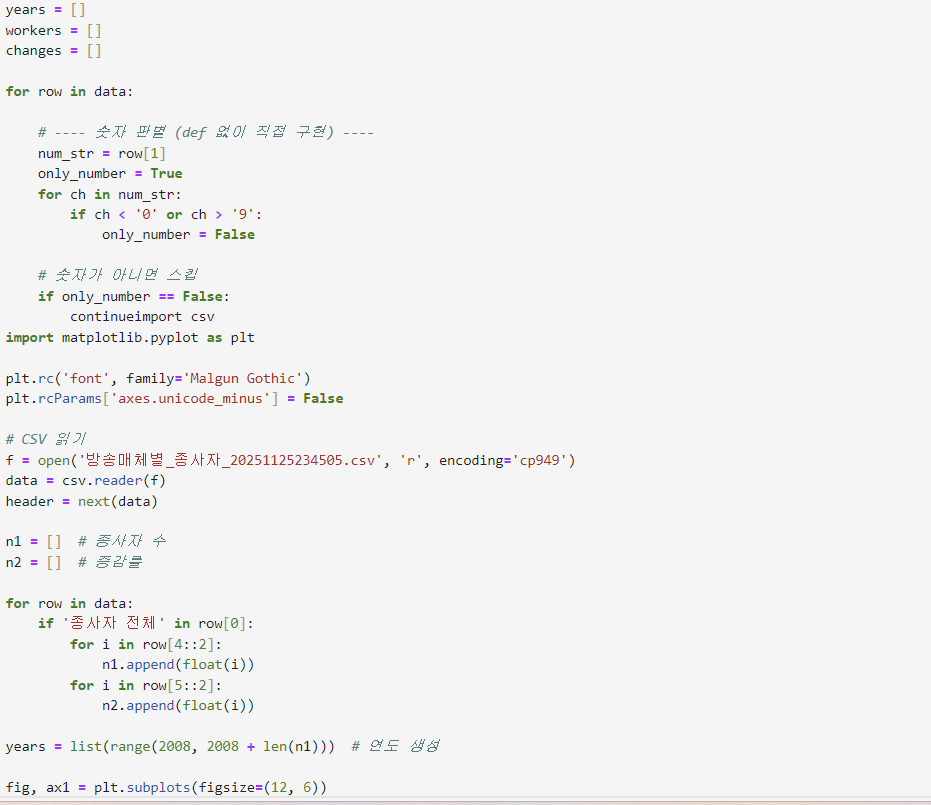 years = []
workers = []
changes = []
for row in data:
# ---- 숫자 판별 (def 없이 직접 구현) ----
num_str = row[1]
only_number = True
for ch in num_str:
if ch < '0' or ch > '9':
only_number = False
# 숫자가 아니면 스킵
if only_number == False:
continueimport csv
import matplotlib.pyplot as plt
plt.rc('font', family='Malgun Gothic')
plt.rcParams['axes.unicode_minus'] = False
# CSV 읽기
f = open('방송매체별_종사자_20251125234505.csv', 'r', encoding='cp949')
data = csv.reader(f)
header = next(data)
n1 = []  # 종사자 수
n2 = []  # 증감률
for row in data:
if '종사자 전체' in row[0]:
for i in row[4::2]:
n1.append(float(i))
for i in row[5::2]:
n2.append(float(i))
years = list(range(2008, 2008 + len(n1)))  # 연도 생성
fig, ax1 = plt.subplots(figsize=(12, 6))